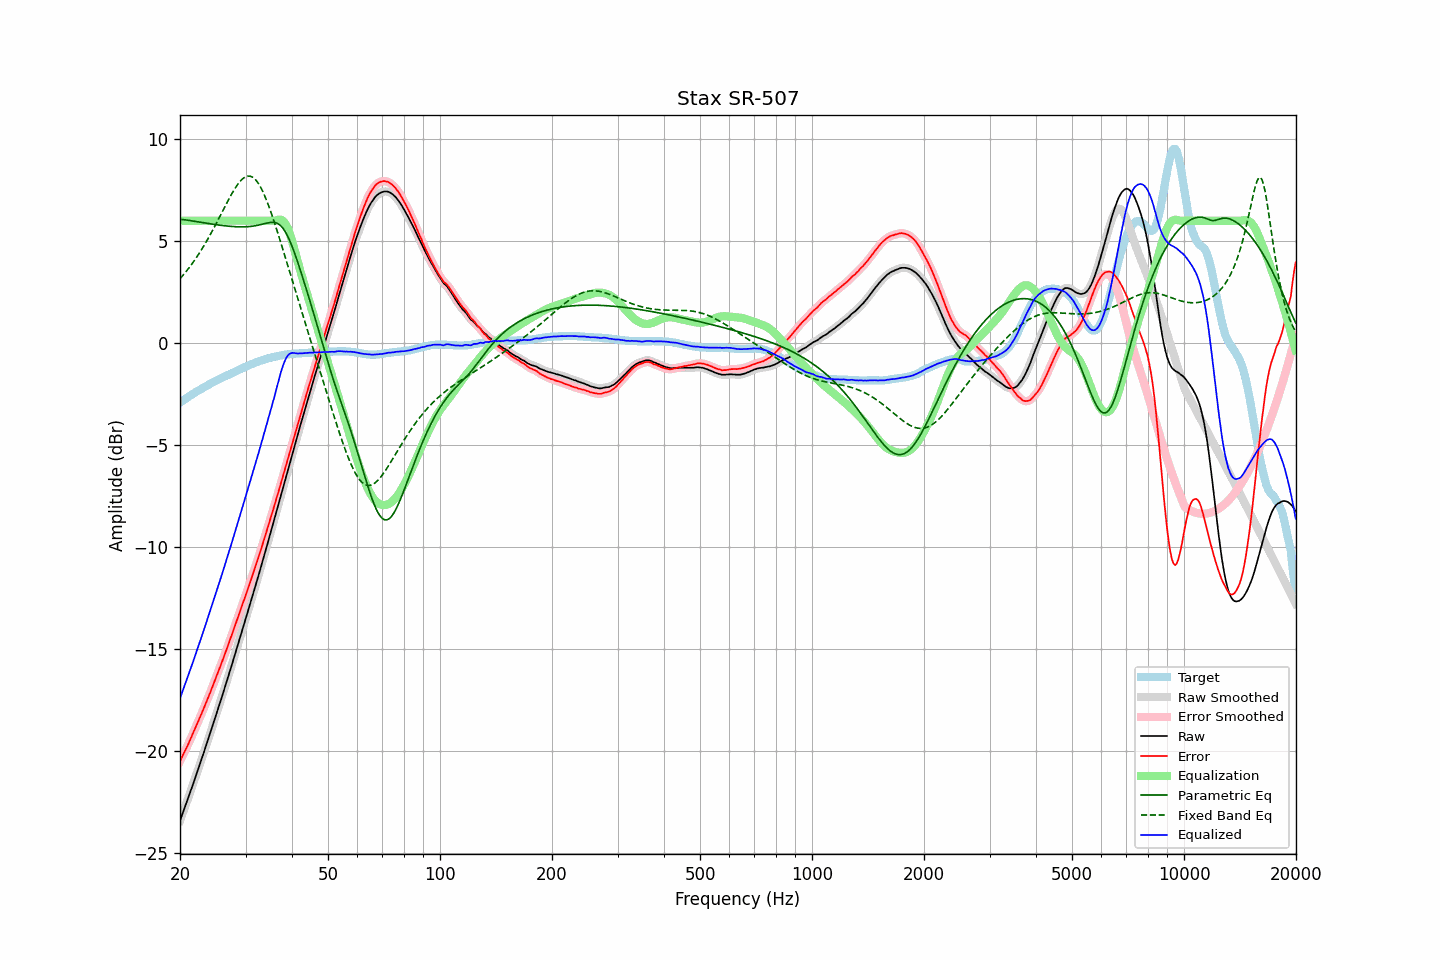 Stax SR-507
Amplitude (dBr)
10
5
0
−5
−10
−15
−20
−25
20 50 100 200 500 1000 2000 5000 10000 20000
Frequency (Hz)
Target
Raw Smoothed
Error Smoothed
Raw
Error
Equalization
Parametric Eq
Fixed Band Eq
Equalized